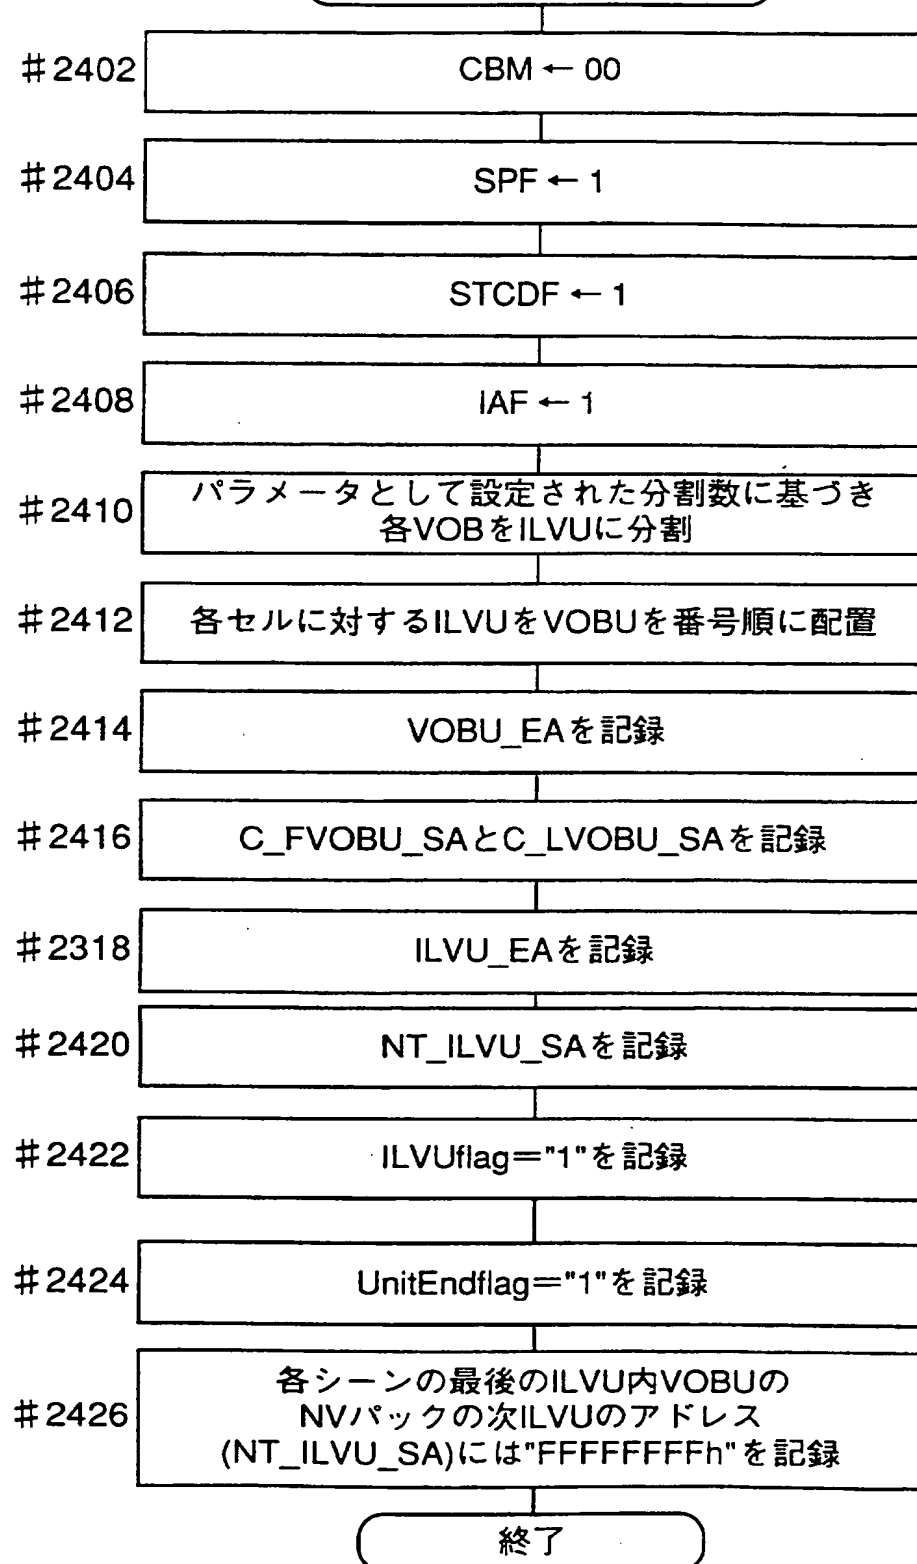 #2402 CBM ← 00
#2404 SPF ← 1
#2406 STCDF ← 1
#2408 IAF ← 1
#2410 パラメータとして設定された分割数に基づき
各VOBをILVUに分割
#2412 各セルに対するILVUをVOBUを番号順に配置
#2414 VOBU_EAを記録
#2416 C_FVOBU_SAとC_LVOBU_SAを記録
#2318 ILVU_EAを記録
#2420 NT_ILVU_SAを記録
#2422 ILVUflag="1"を記録
#2424 UnitEndflag="1"を記録
#2426 各シーンの最後のILVU内VOBUの
NVパックの次ILVUのアドレス
(NT_ILVU_SA)には"FFFFFFFFh"を記録
終了